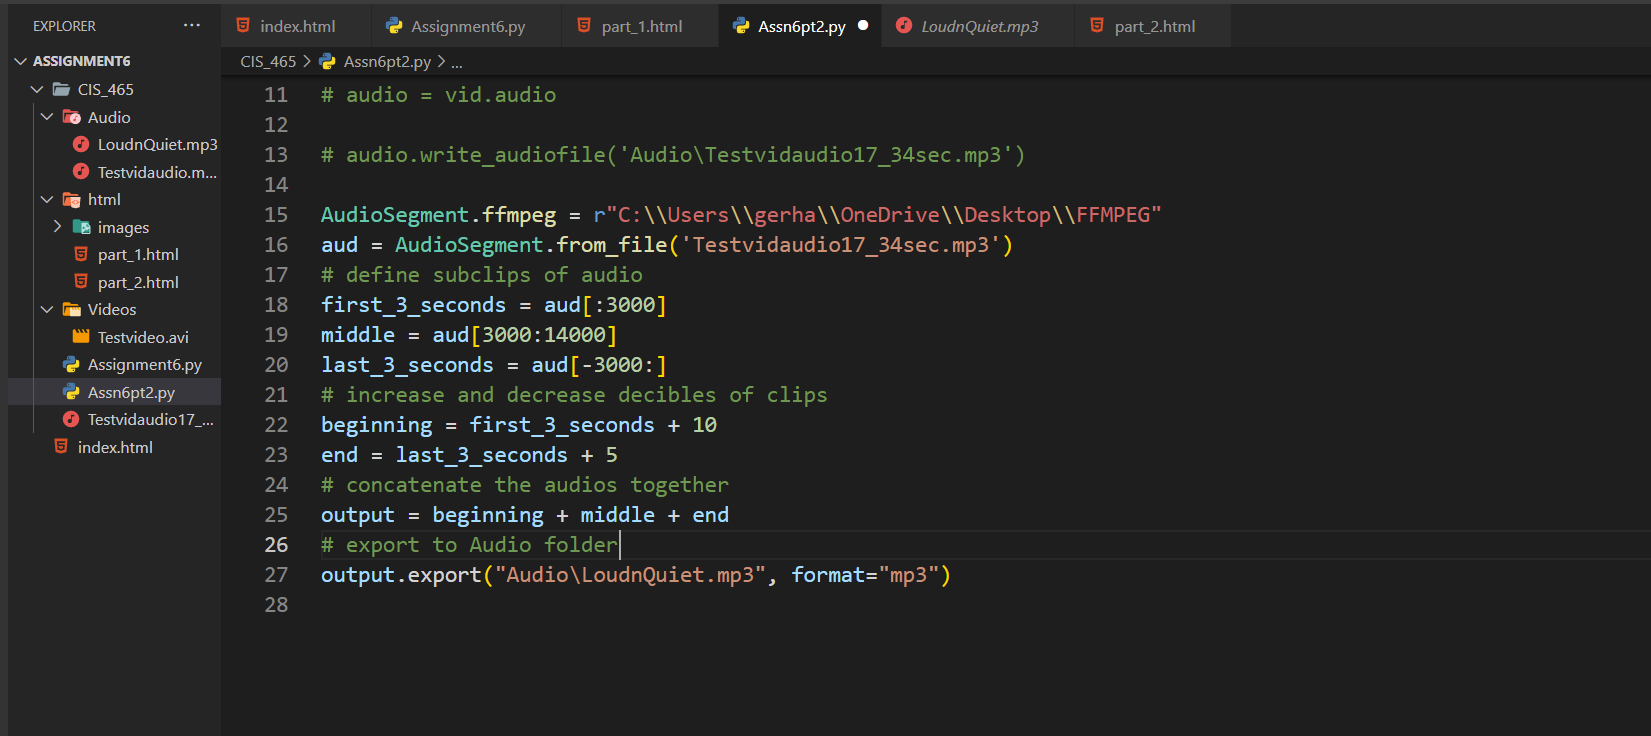 EXPLORER ...
ASSIGNMENT6
CIS_465
Audio
LoudnQuiet.mp3
Testvidaudio.m...
html
images
part_1.html
part_2.html
Videos
Testvideo.avi
Assignment6.py
Assn6pt2.py
Testvidaudio17_...
index.html
index.html Assignment6.py part_1.html Assn6pt2.py LoudnQuiet.mp3 part_2.html
CIS_465 > Assn6pt2.py > ...
11 # audio = vid.audio
12
13 # audio.write_audiofile('Audio\Testvidaudio17_34sec.mp3')
14
15 AudioSegment.ffmpeg = r"C:\\Users\\gerha\\OneDrive\\Desktop\\FFMPEG"
16 aud = AudioSegment.from_file('Testvidaudio17_34sec.mp3')
17 # define subclips of audio
18 first_3_seconds = aud[:3000]
19 middle = aud[3000:14000]
20 last_3_seconds = aud[-3000:]
21 # increase and decrease decibles of clips
22 beginning = first_3_seconds + 10
23 end = last_3_seconds + 5
24 # concatenate the audios together
25 output = beginning + middle + end
26 # export to Audio folder
27 output.export("Audio\LoudnQuiet.mp3", format="mp3")
28